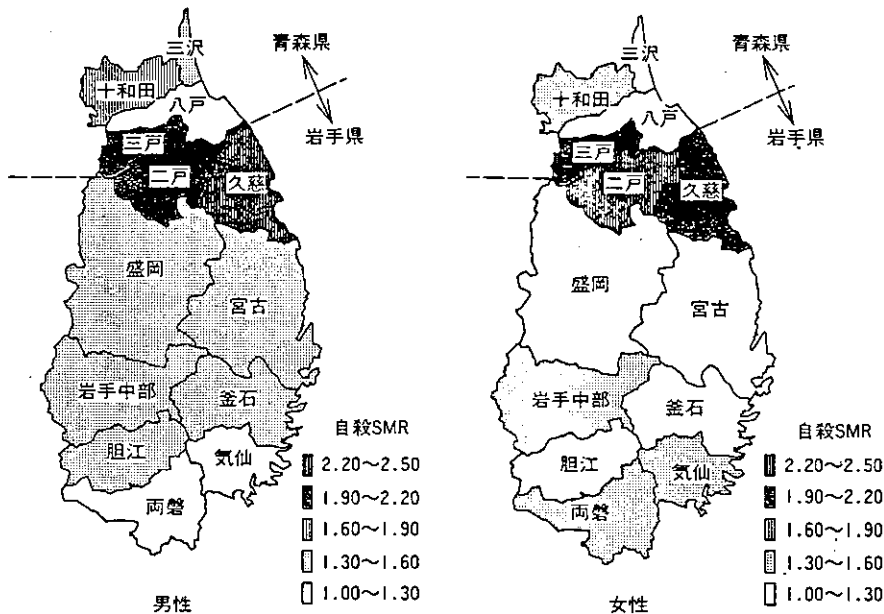 三沢
青森県
十和田
八戸
岩手県
三戸
二戸
久慈
盛岡
宮古
岩手中部
釜石
胆江
気仙
両磐
自殺SMR
2.20～2.50
1.90～2.20
1.60～1.90
1.30～1.60
1.00～1.30
男性
三沢
青森県
十和田
八戸
岩手県
三戸
二戸
久慈
盛岡
宮古
岩手中部
釜石
胆江
気仙
両磐
自殺SMR
2.20～2.50
1.90～2.20
1.60～1.90
1.30～1.60
1.00～1.30
女性